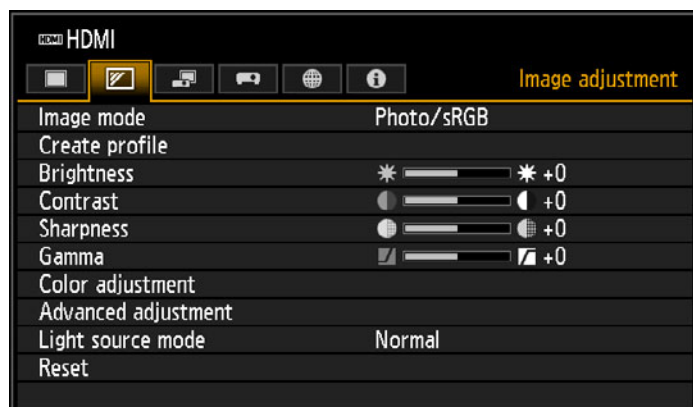 HDMI HDMI
Image adjustment
Image mode Photo/sRGB
Create profile
Brightness +0
Contrast +0
Sharpness +0
Gamma +0
Color adjustment
Advanced adjustment
Light source mode Normal
Reset